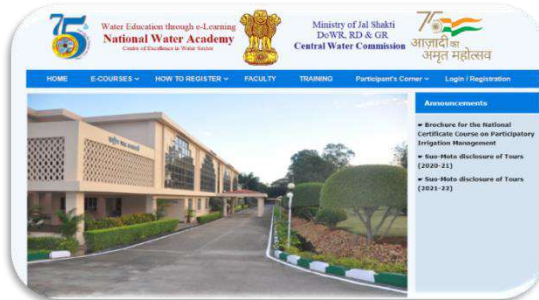 75
Water Education through e-Learning
National Water Academy
Centre of Excellence in Water Sector
Ministry of Jal Shakti
DoWR, RD & GR
Central Water Commission
75
आज़ादी का
अमृत महोत्सव
HOME E-COURSES HOW TO REGISTER FACULTY TRAINING Participant's Corner Login / Registration
Announcements
Brochure for the National
Certificate Course on Participatory
Irrigation Management
Suo-Moto disclosure of Tours
(2020-21)
Suo-Moto disclosure of Tours
(2021-22)